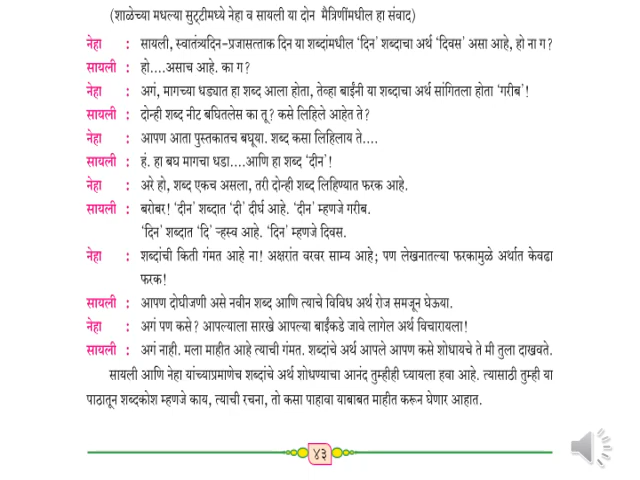 (शाळेच्या मधल्या सुट्टीमध्ये नेहा व सायली या दोन मैत्रिणींमधील हा संवाद)
नेहा : सायली, स्वातंत्र्यदिन-प्रजासत्ताक दिन या शब्दांमधील ‘दिन’ शब्दाचा अर्थ ‘दिवस’ असा आहे, हो ना ग?
सायली : हो....असाच आहे. का ग?
नेहा : अगं, मागच्या धड्यात हा शब्द आला होता, तेव्हा बाईंनी या शब्दाचा अर्थ सांगितला होता ‘गरीब’!
सायली : दोन्ही शब्द नीट बघितलेस का तू? कसे लिहिले आहेत ते?
नेहा : आपण आता पुस्तकातच बघूया. शब्द कसा लिहिलाय ते....
सायली : हं. हा बघ मागचा धडा....आणि हा शब्द ‘दीन’!
नेहा : अरे हो, शब्द एकच असला, तरी दोन्ही शब्द लिहिण्यात फरक आहे.
सायली : बरोबर! ‘दीन’ शब्दात ‘दी’ दीर्घ आहे. ‘दीन’ म्हणजे गरीब.
‘दिन’ शब्दात ‘दि’ ऱ्हस्व आहे. ‘दिन’ म्हणजे दिवस.
नेहा : शब्दांची किती गंमत आहे ना! अक्षरांत वरवर साम्य आहे; पण लेखनातल्या फरकामुळे अर्थात केवढा
फरक!
सायली : आपण दोघीजणी असे नवीन शब्द आणि त्याचे विविध अर्थ रोज समजून घेऊया.
नेहा : अगं पण कसे? आपल्याला सारखे आपल्या बाईंकडे जावे लागेल अर्थ विचारायला!
सायली : अगं नाही. मला माहीत आहे त्याची गंमत. शब्दांचे अर्थ आपले आपण कसे शोधायचे ते मी तुला दाखवते.
सायली आणि नेहा यांच्याप्रमाणेच शब्दांचे अर्थ शोधण्याचा आनंद तुम्हीही घ्यायला हवा आहे. त्यासाठी तुम्ही या
पाठातून शब्दकोश म्हणजे काय, त्याची रचना, तो कसा पाहावा याबाबत माहीत करून घेणार आहात.
४३